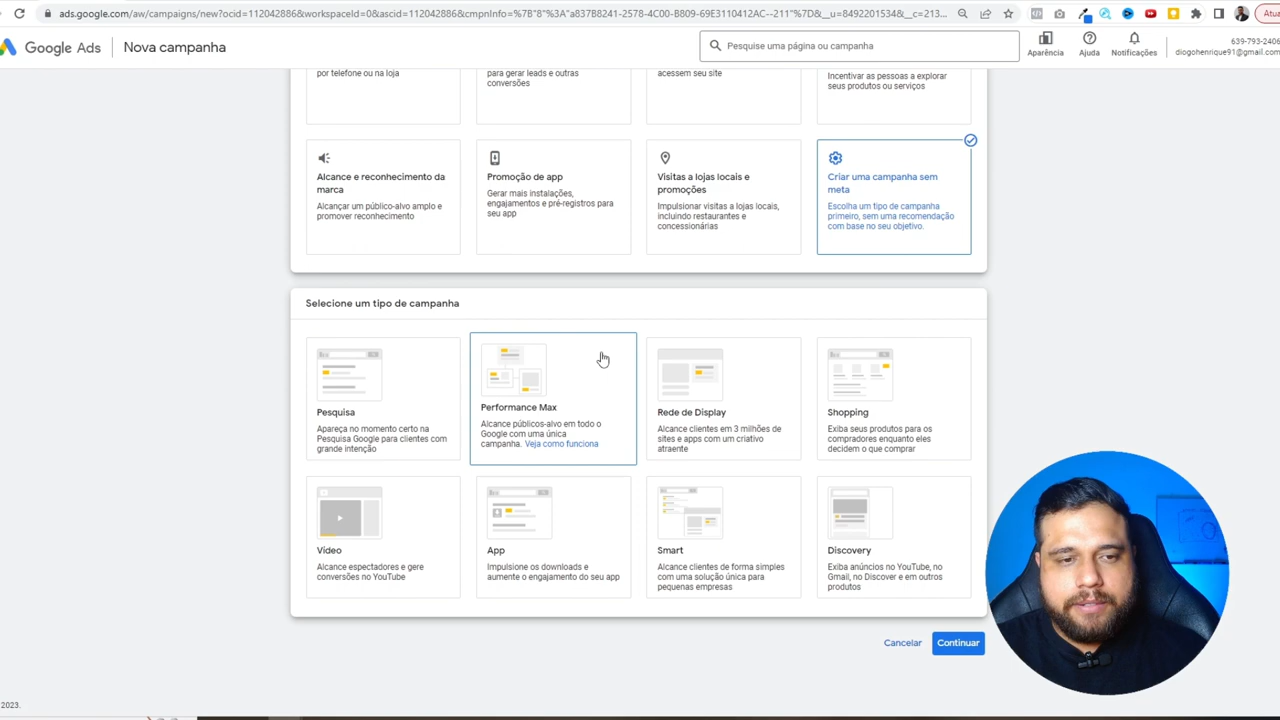 ads.google.com/aw/campaigns/new?ocid=112042886&workspaceId=0&ascid=112042886&cmpnInfo=%7B"8"%3A"a837B8241-2578-4C00-B809-69E3110412AC--211"%7D&__u=8492201534&__c=213...
Atua
Google Ads
Nova campanha
Pesquise uma página ou campanha
Aparência
Ajuda
Notificações
639-793-2406
diogohenrique91@gmail.com
por telefone ou na loja
para gerar leads e outras
conversões
acessem seu site
Incentivar as pessoas a explorar
seus produtos ou serviços
Alcance e reconhecimento da
marca
Alcançar um público-alvo amplo e
promover reconhecimento
Promoção de app
Gerar mais instalações,
engajamentos e pré-registros para
seu app
Visitas a lojas locais e
promoções
Impulsionar visitas a lojas locais,
incluindo restaurantes e
concessionárias
Criar uma campanha sem
meta
Escolha um tipo de campanha
primeiro, sem uma recomendação
com base no seu objetivo.
Selecione um tipo de campanha
Pesquisa
Apareça no momento certo na
Pesquisa Google para clientes com
grande intenção
Performance Max
Alcance públicos-alvo em todo o
Google com uma única
campanha. Veja como funciona
Rede de Display
Alcance clientes em 3 milhões de
sites e apps com um criativo
atraente
Shopping
Exiba seus produtos para os
compradores enquanto eles
decidem o que comprar
Vídeo
Alcance espectadores e gere
conversões no YouTube
App
Impulsione os downloads e
aumente o engajamento do seu app
Smart
Alcance clientes de forma simples
com uma solução única para
pequenas empresas
Discovery
Exiba anúncios no YouTube, no
Gmail, no Discover e em outros
produtos
Cancelar
Continuar
2023.